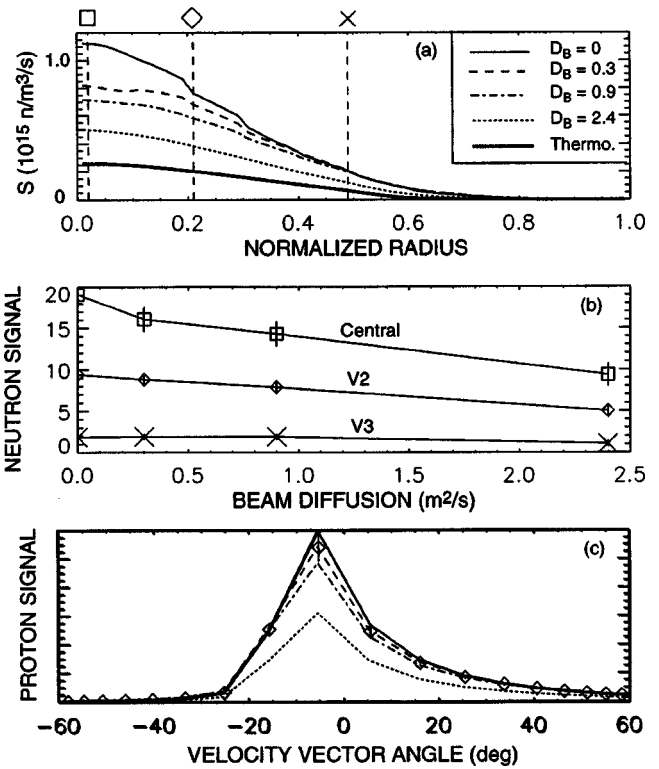 (a)
D_B = 0
D_B = 0.3
D_B = 0.9
D_B = 2.4
Thermo.
S (10^15 n/m^3/s)
1.0
0
0.0 0.2 0.4 0.6 0.8 1.0
NORMALIZED RADIUS
(b)
NEUTRON SIGNAL
20
15
10
5
0
Central
V2
V3
0.0 0.5 1.0 1.5 2.0 2.5
BEAM DIFFUSION (m^2/s)
(c)
PROTON SIGNAL
-60 -40 -20 0 20 40 60
VELOCITY VECTOR ANGLE (deg)